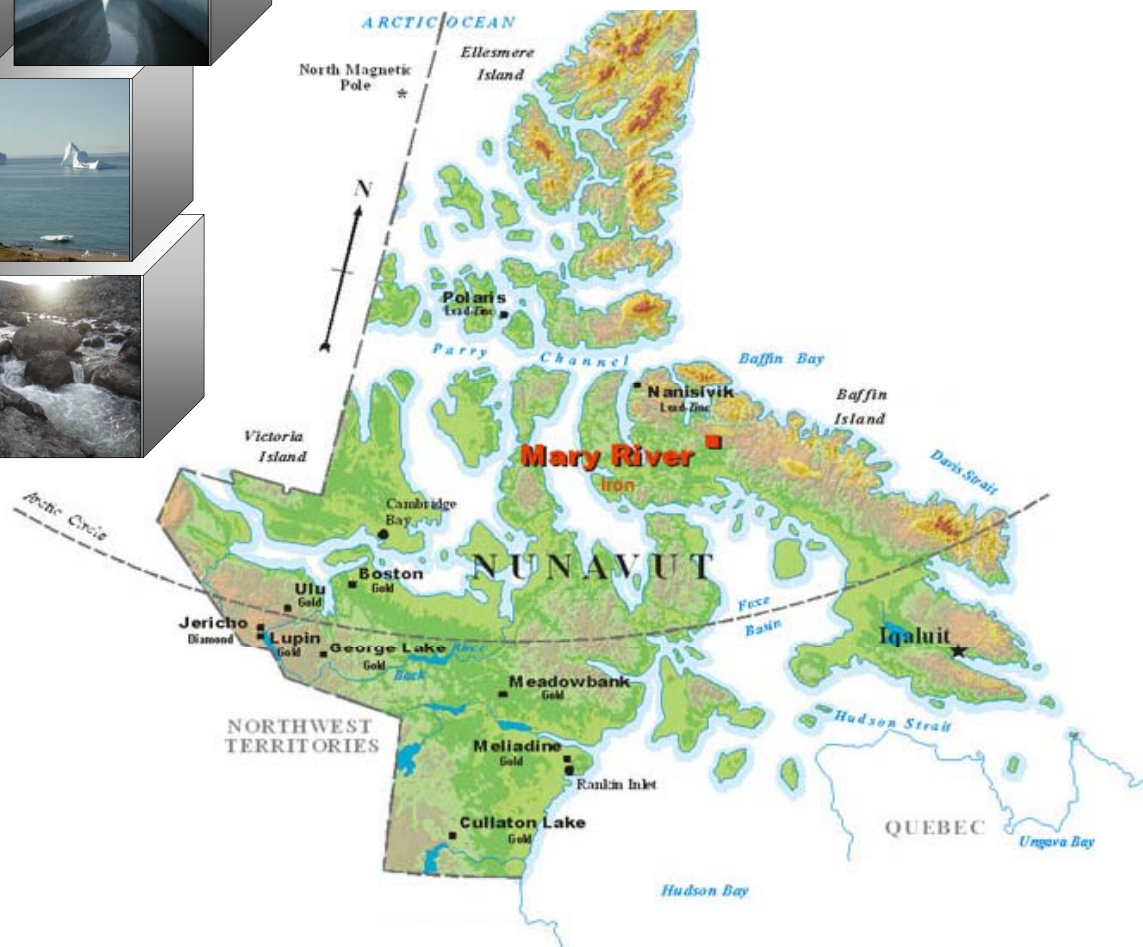 ARCTIC OCEAN
Ellesmere
Island
North Magnetic
Pole
*
N
Polaris
Lead-Zinc
Parry Channel
Baffin Bay
Nanisivik
Lead-Zinc
Baffin
Island
Mary River
Iron
Victoria
Island
Davis Strait
Arctic Circle
Cambridge
Bay
NUNAVUT
Boston
Gold
Ulu
Gold
Foxe
Basin
Jericho
Diamond
Lupin
Gold
George Lake
Gold
Back River
Iqaluit
Meadowbank
Gold
NORTHWEST
TERRITORIES
Hudson Strait
Meliadine
Gold
Rankin Inlet
Cullaton Lake
Gold
QUEBEC
Ungava Bay
Hudson Bay